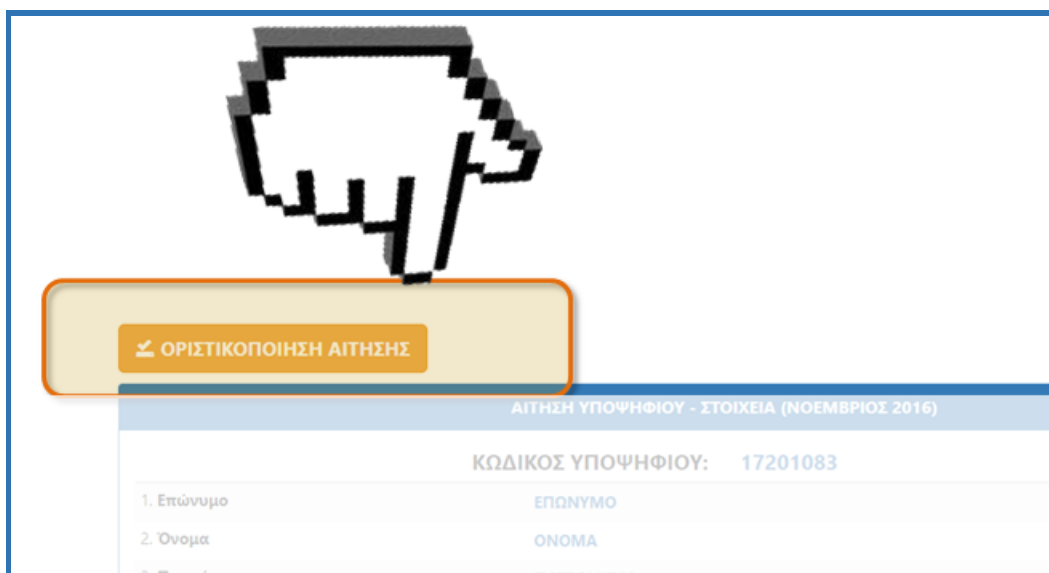 ΟΡΙΣΤΙΚΟΠΟΙΗΣΗ ΑΙΤΗΣΗΣ
ΑΙΤΗΣΗ ΥΠΟΨΗΦΙΟΥ - ΣΤΟΙΧΕΙΑ (ΝΟΕΜΒΡΙΟΣ 2016)
ΚΩΔΙΚΟΣ ΥΠΟΨΗΦΙΟΥ: 17201083
1. Επώνυμο ΕΠΩΝΥΜΟ
2. Όνομα ΟΝΟΜΑ